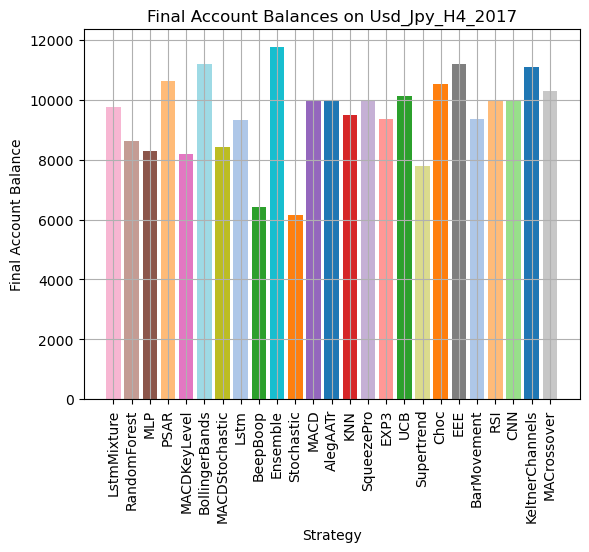 Final Account Balances on Usd_Jpy_H4_2017
Final Account Balance
12000
10000
8000
6000
4000
2000
0
LstmMixture
RandomForest
MLP
PSAR
MACDKeyLevel
BollingerBands
MACDStochastic
Lstm
BeepBoop
Ensemble
Stochastic
MACD
AlegAATr
KNN
SqueezePro
EXP3
UCB
Supertrend
Choc
EEE
BarMovement
RSI
CNN
KeltnerChannels
MACrossover
Strategy